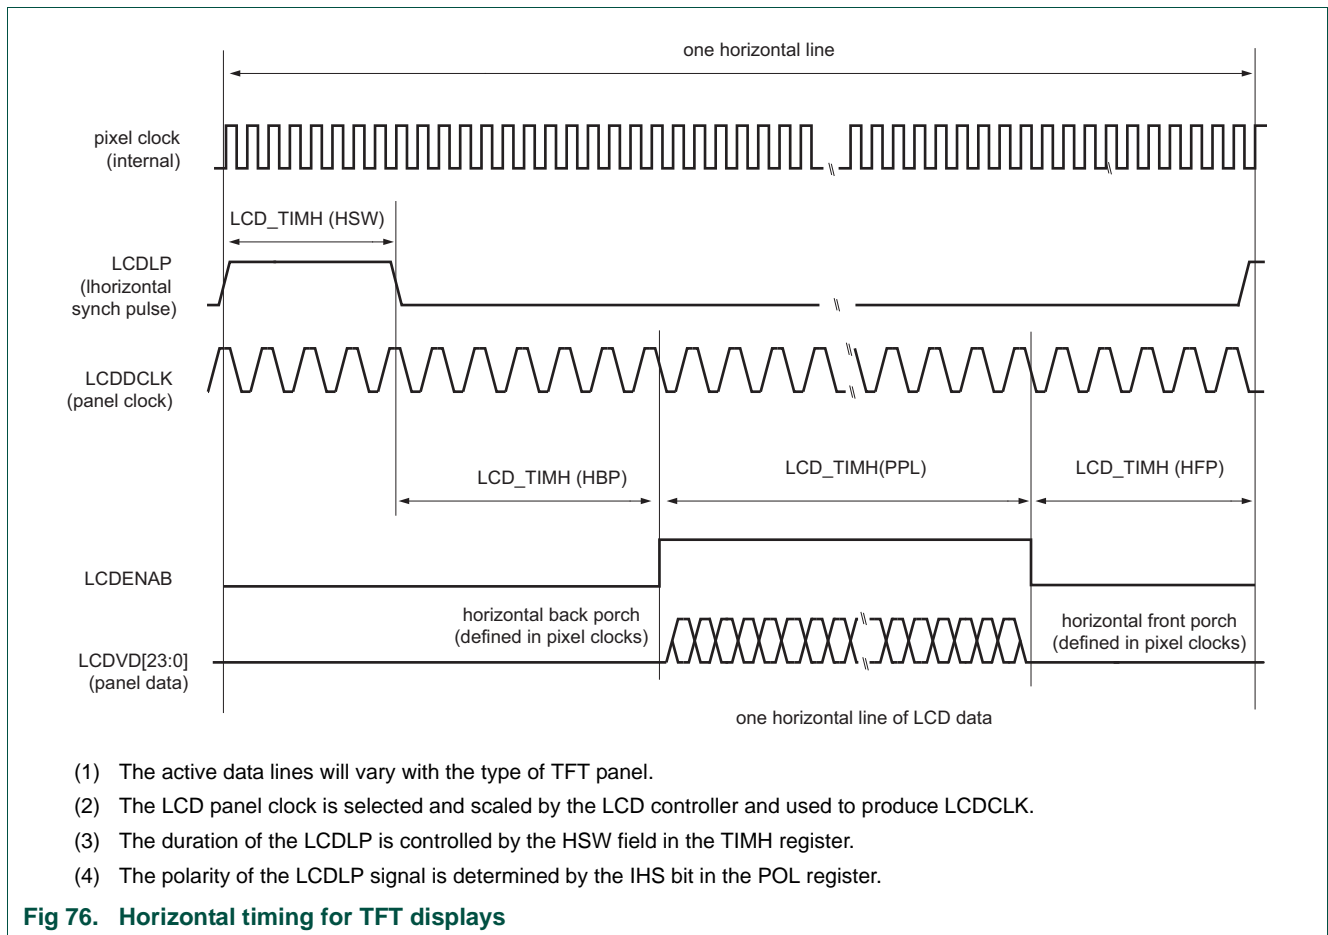 one horizontal line
pixel clock
(internal)
LCD_TIMH (HSW)
LCDLP
(lhorizontal
synch pulse)
LCDDCLK
(panel clock)
LCD_TIMH (HBP)
LCD_TIMH(PPL)
LCD_TIMH (HFP)
LCDENAB
horizontal back porch
(defined in pixel clocks)
horizontal front porch
(defined in pixel clocks)
LCDVD[23:0]
(panel data)
one horizontal line of LCD data
(1) The active data lines will vary with the type of TFT panel.
(2) The LCD panel clock is selected and scaled by the LCD controller and used to produce LCDCLK.
(3) The duration of the LCDLP is controlled by the HSW field in the TIMH register.
(4) The polarity of the LCDLP signal is determined by the IHS bit in the POL register.
Fig 76. Horizontal timing for TFT displays